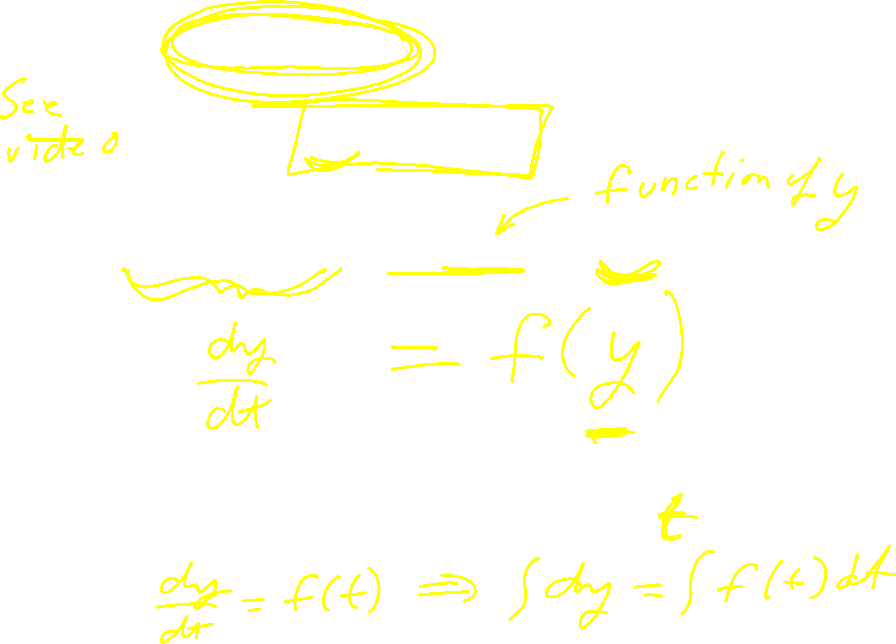 See
video
function of y
dy/dt = f(y)
t
dy/dt = f(t) ⇒ ∫dy = ∫f(t)dt